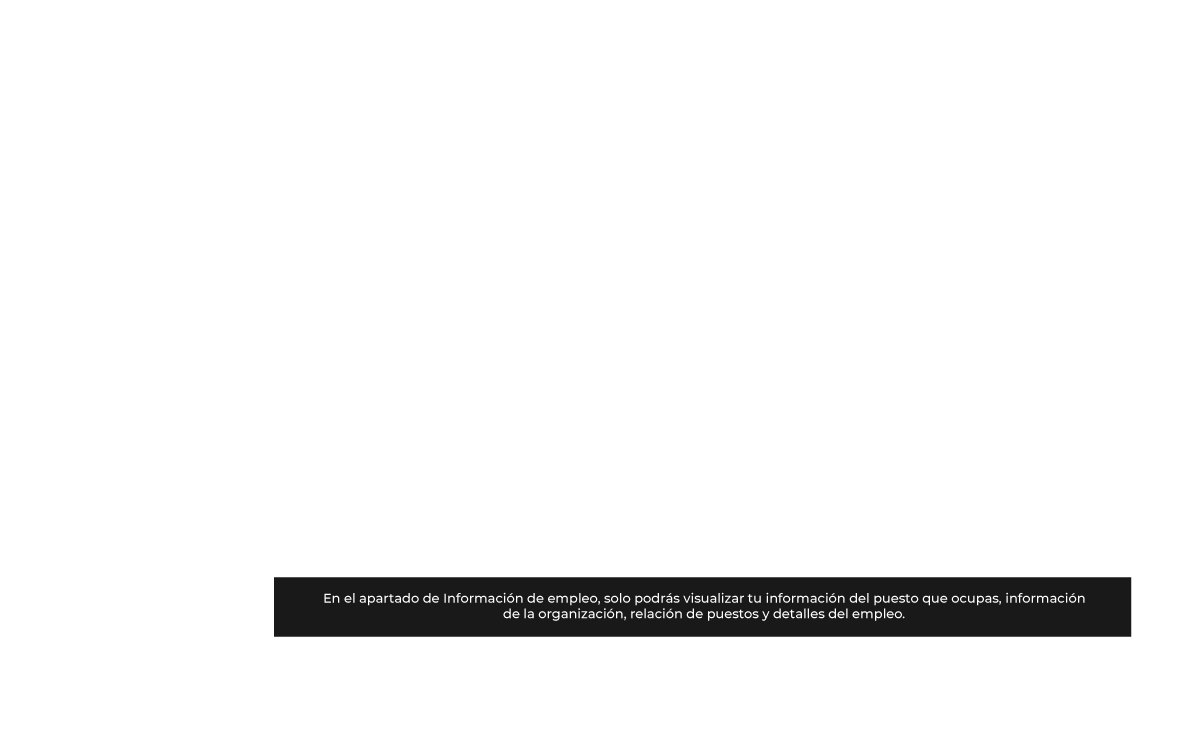 En el apartado de Información de empleo, solo podrás visualizar tu información del puesto que ocupas, información
de la organización, relación de puestos y detalles del empleo.